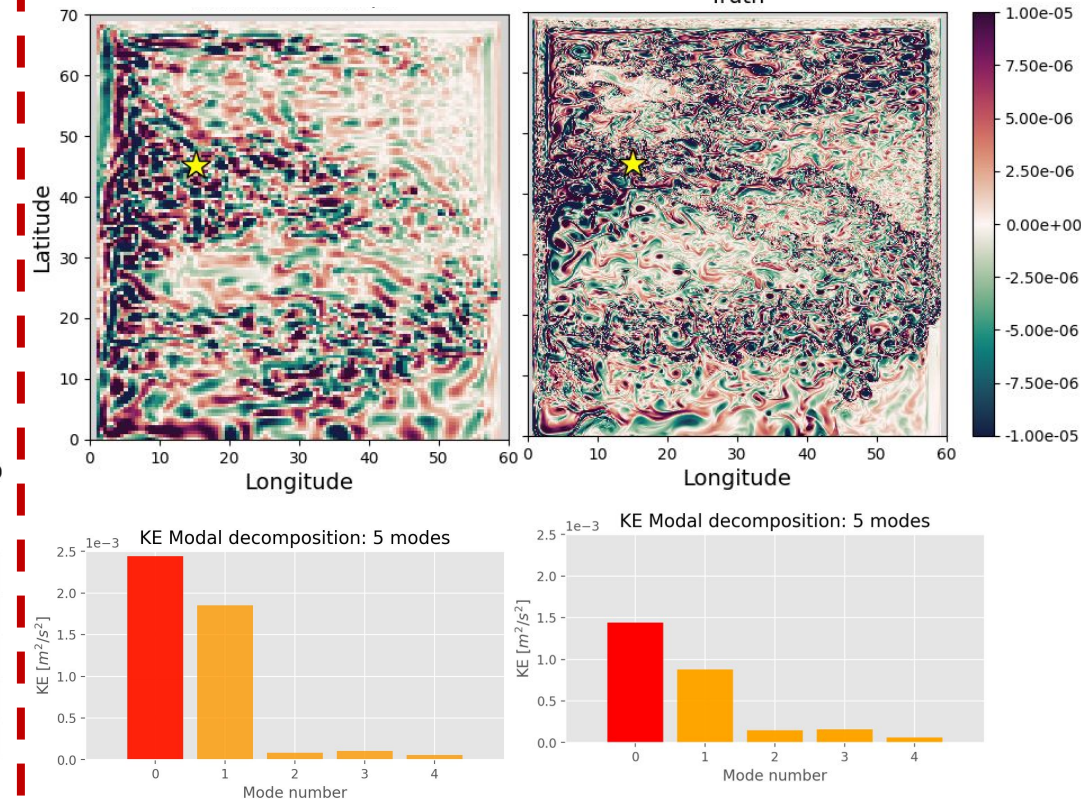 Truth
70
60
50
40
30
20
10
0
Latitude
0 10 20 30 40 50 60
Longitude
0 10 20 30 40 50 60
Longitude
1.00e-05
7.50e-06
5.00e-06
2.50e-06
0.00e+00
-2.50e-06
-5.00e-06
-7.50e-06
-1.00e-05
KE Modal decomposition: 5 modes
1e-3
2.5
2.0
1.5
1.0
0.5
0.0
KE [m²/s²]
0 1 2 3 4
Mode number
KE Modal decomposition: 5 modes
1e-3
2.5
2.0
1.5
1.0
0.5
0.0
KE [m²/s²]
0 1 2 3 4
Mode number